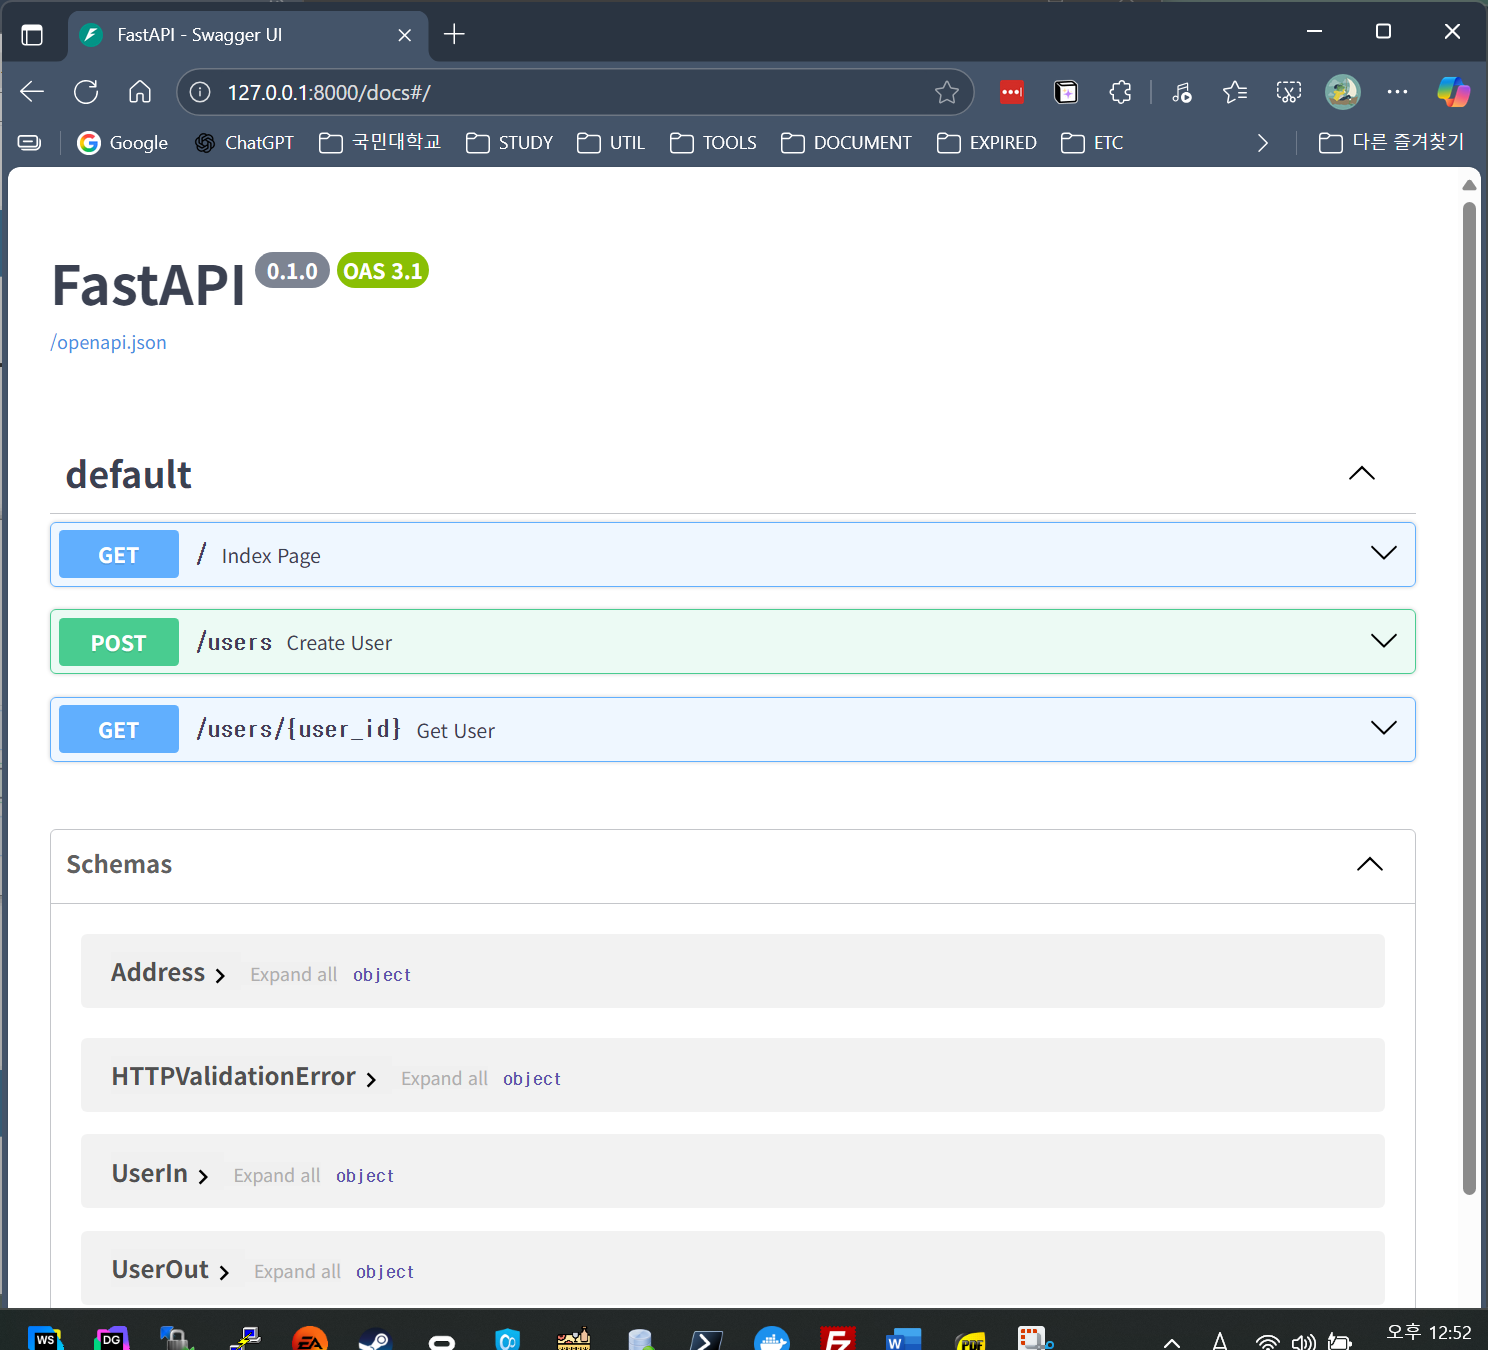 FastAPI - Swagger UI
127.0.0.1:8000/docs#/
Google ChatGPT 국민대학교 STUDY UTIL TOOLS DOCUMENT EXPIRED ETC 다른 즐겨찾기
FastAPI 0.1.0 OAS 3.1
/openapi.json
default
GET / Index Page
POST /users Create User
GET /users/{user_id} Get User
Schemas
Address Expand all object
HTTPValidationError Expand all object
UserIn Expand all object
UserOut Expand all object
WS DG EA W PDF A 오후 12:52